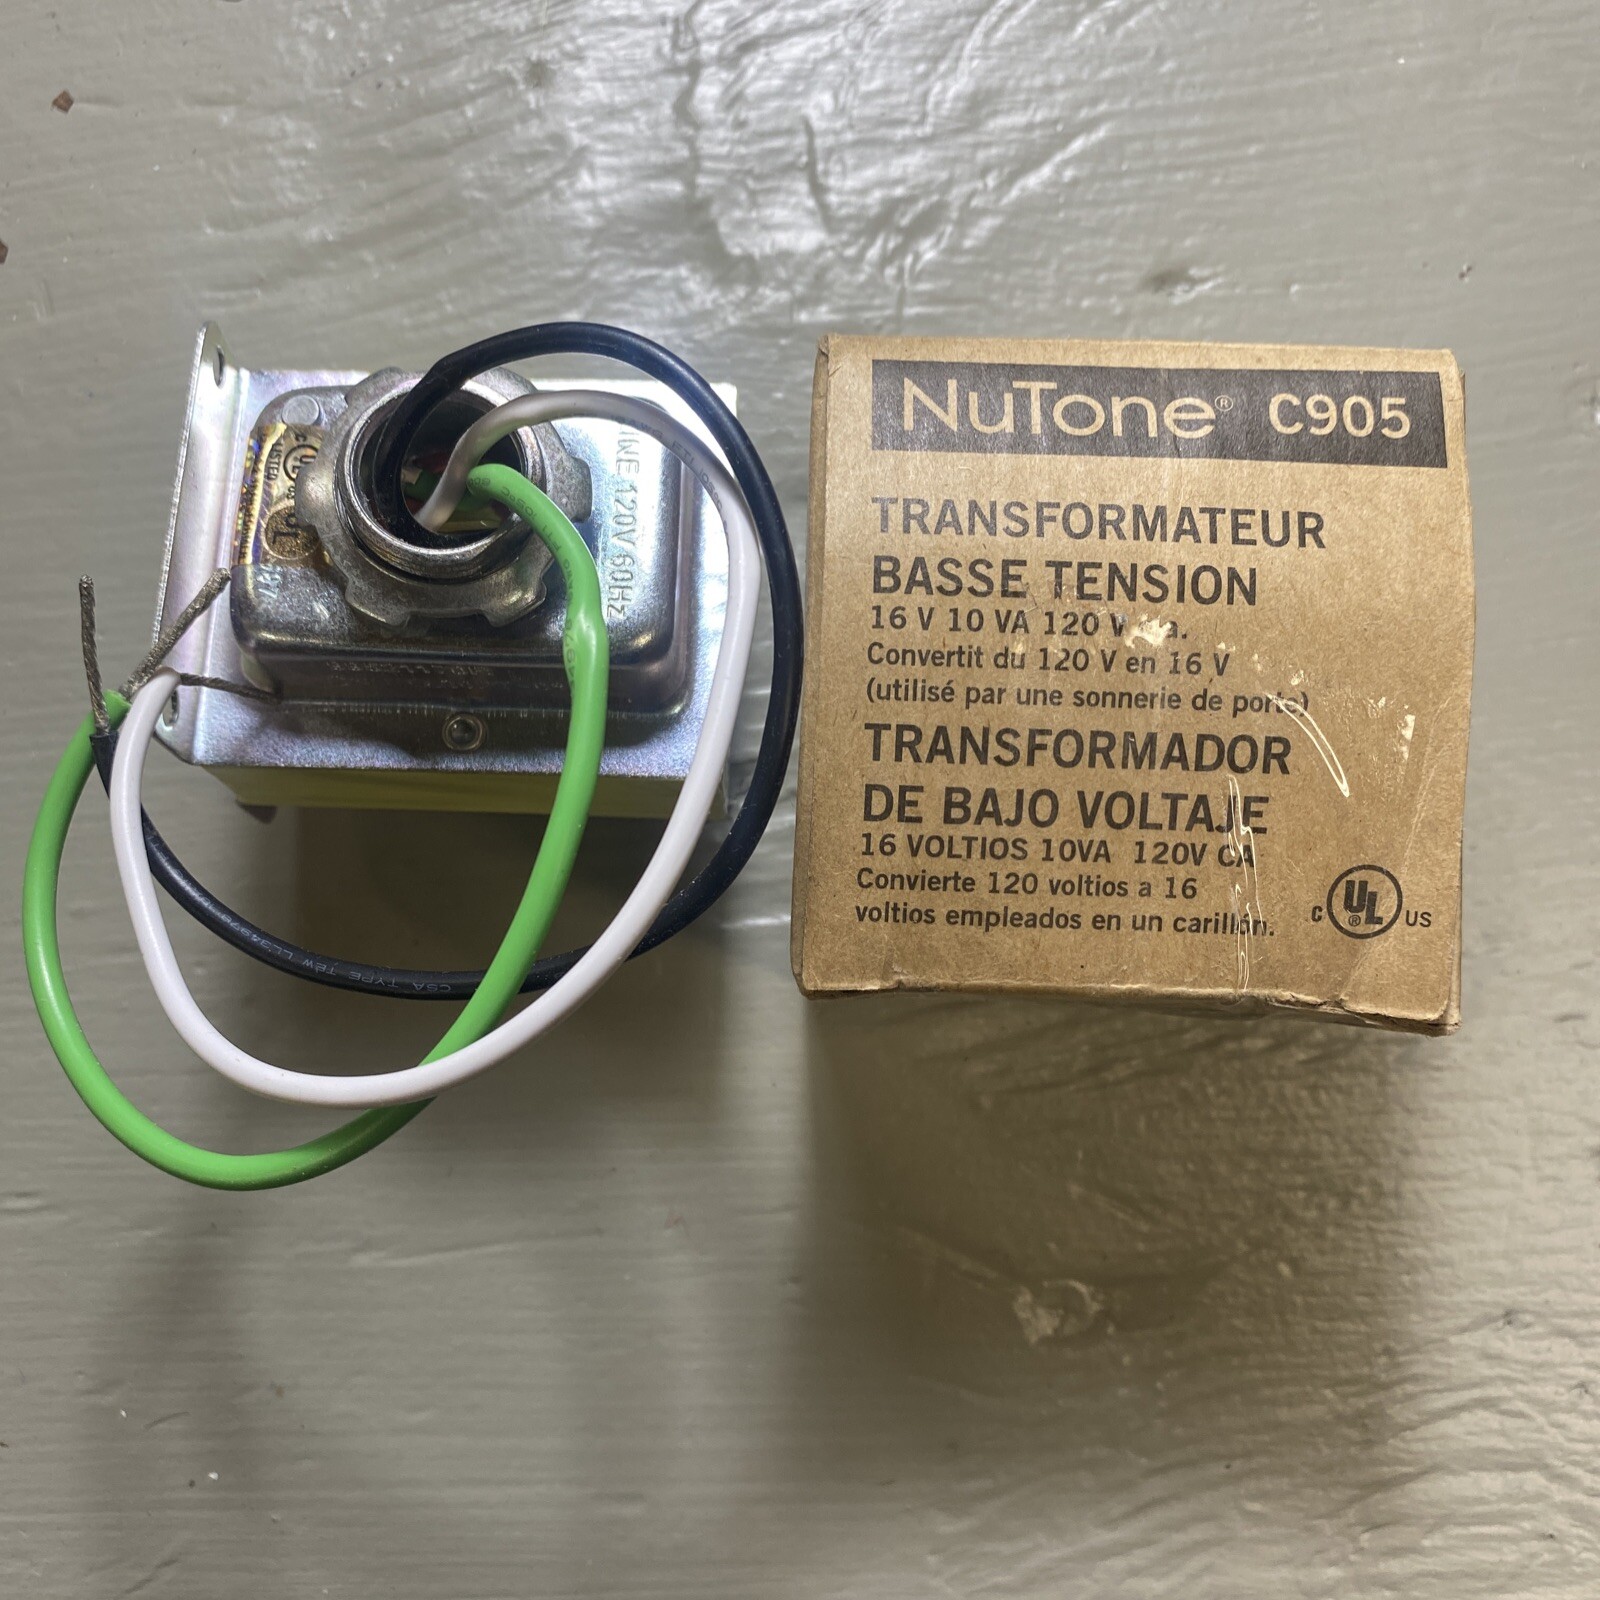 LINE 120V 60Hz
LISTED
CSA TYPE TEW
NuTone® C905
TRANSFORMATEUR
BASSE TENSION
16 V 10 VA 120 V
Convertit du 120 V en 16 V
(utilisé par une sonnerie de porte)
TRANSFORMADOR
DE BAJO VOLTAJE
16 VOLTIOS 10VA 120V CA
Convierte 120 voltios a 16
voltios empleados en un carillón.
c UL® US